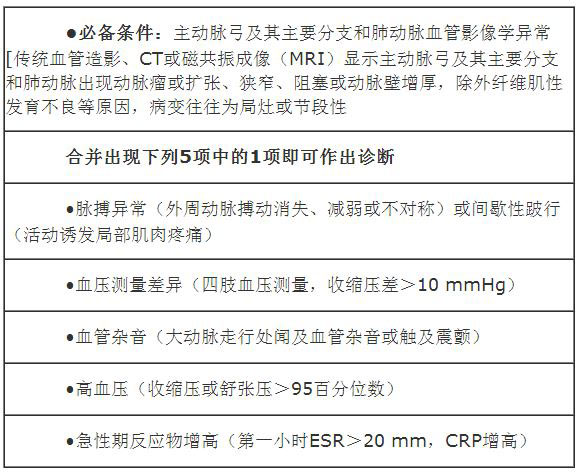 ●必备条件：主动脉弓及其主要分支和肺动脉血管影像学异常
[传统血管造影、CT或磁共振成像（MRI）显示主动脉弓及其主要分支
和肺动脉出现动脉瘤或扩张、狭窄、阻塞或动脉壁增厚，除外纤维肌性
发育不良等原因，病变往往为局灶或节段性
合并出现下列5项中的1项即可作出诊断
●脉搏异常（外周动脉搏动消失、减弱或不对称）或间歇性跛行
（活动诱发局部肌肉疼痛）
●血压测量差异（四肢血压测量，收缩压差＞10 mmHg）
●血管杂音（大动脉走行处闻及血管杂音或触及震颤）
●高血压（收缩压或舒张压＞95百分位数）
●急性期反应物增高（第一小时ESR＞20 mm，CRP增高）